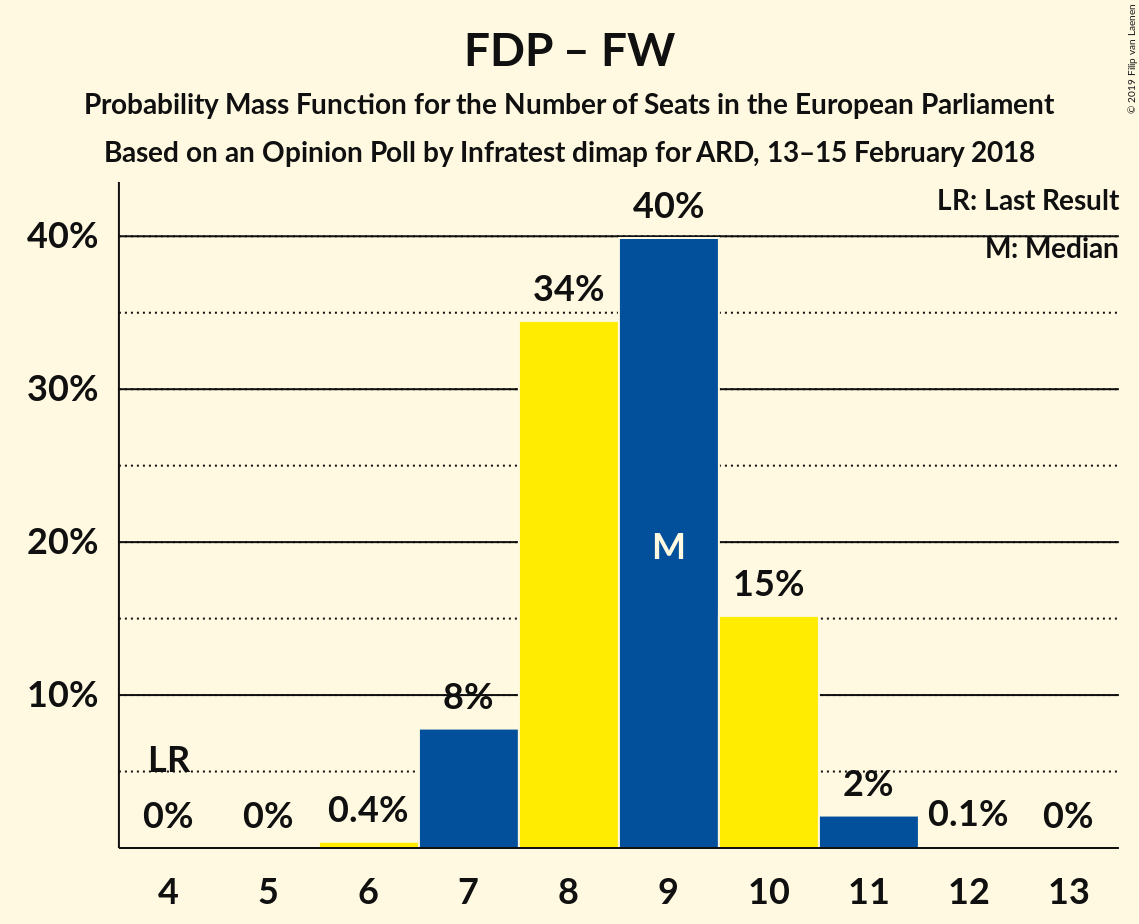 FDP – FW
Probability Mass Function for the Number of Seats in the European Parliament
Based on an Opinion Poll by Infratest dimap for ARD, 13–15 February 2018
© 2019 Filip van Laenen
LR: Last Result
M: Median
40%
30%
20%
10%
LR
0%
0%
0.4%
8%
34%
40%
M
15%
2%
0.1%
0%
4 5 6 7 8 9 10 11 12 13